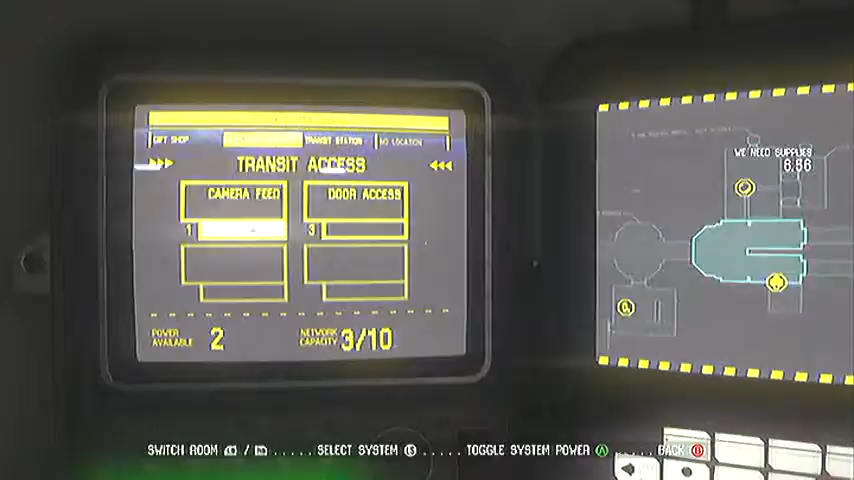 GIFT SHOP
TRANSIT STATION
NO LOCATION
TRANSIT ACCESS
CAMERA FEED
DOOR ACCESS
1
3
POWER AVAILABLE 2
NETWORK CAPACITY 3/10
WE NEED SUPPLIES
6.56
SWITCH ROOM / ..... SELECT SYSTEM ..... TOGGLE SYSTEM POWER A ..... BACK B